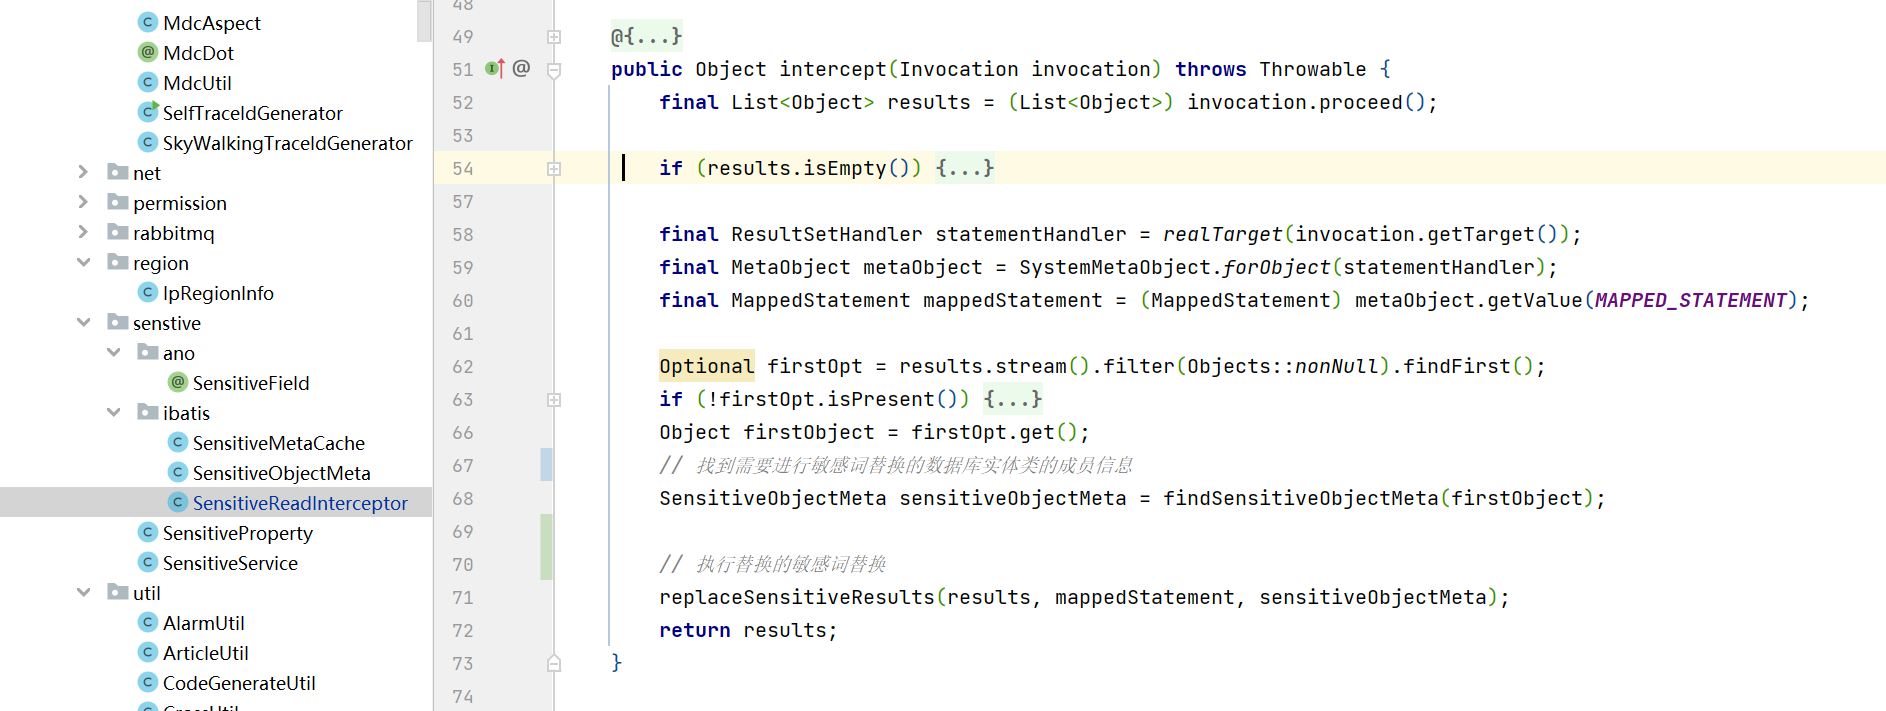 MdcAspect
MdcDot
MdcUtil
SelfTraceIdGenerator
SkyWalkingTraceIdGenerator
net
permission
rabbitmq
region
IpRegionInfo
senstive
ano
SensitiveField
ibatis
SensitiveMetaCache
SensitiveObjectMeta
SensitiveReadInterceptor
SensitiveProperty
SensitiveService
util
AlarmUtil
ArticleUtil
CodeGenerateUtil
48
49 @{...}
51 public Object intercept(Invocation invocation) throws Throwable {
52 final List<Object> results = (List<Object>) invocation.proceed();
53
54 if (results.isEmpty()) {...}
57
58 final ResultSetHandler statementHandler = realTarget(invocation.getTarget());
59 final MetaObject metaObject = SystemMetaObject.forObject(statementHandler);
60 final MappedStatement mappedStatement = (MappedStatement) metaObject.getValue(MAPPED_STATEMENT);
61
62 Optional firstOpt = results.stream().filter(Objects::nonNull).findFirst();
63 if (!firstOpt.isPresent()) {...}
66 Object firstObject = firstOpt.get();
67 // 找到需要进行敏感词替换的数据库实体类的成员信息
68 SensitiveObjectMeta sensitiveObjectMeta = findSensitiveObjectMeta(firstObject);
69
70 // 执行替换的敏感词替换
71 replaceSensitiveResults(results, mappedStatement, sensitiveObjectMeta);
72 return results;
73 }
74